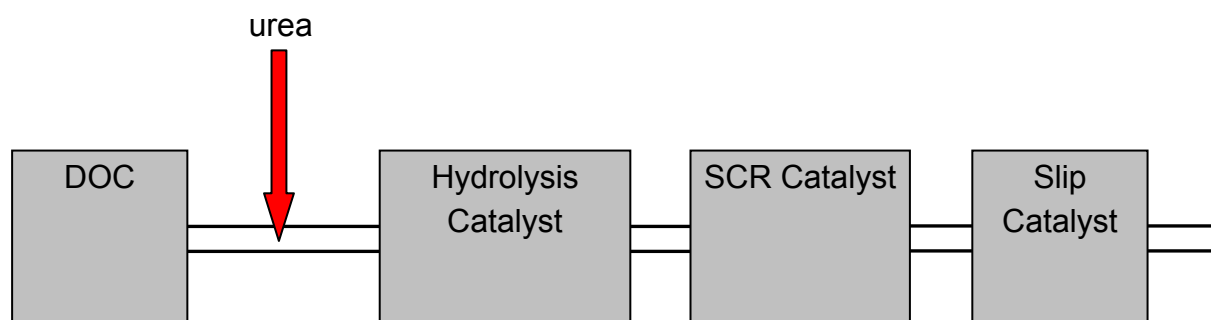 urea
DOC
Hydrolysis
Catalyst
SCR Catalyst
Slip
Catalyst